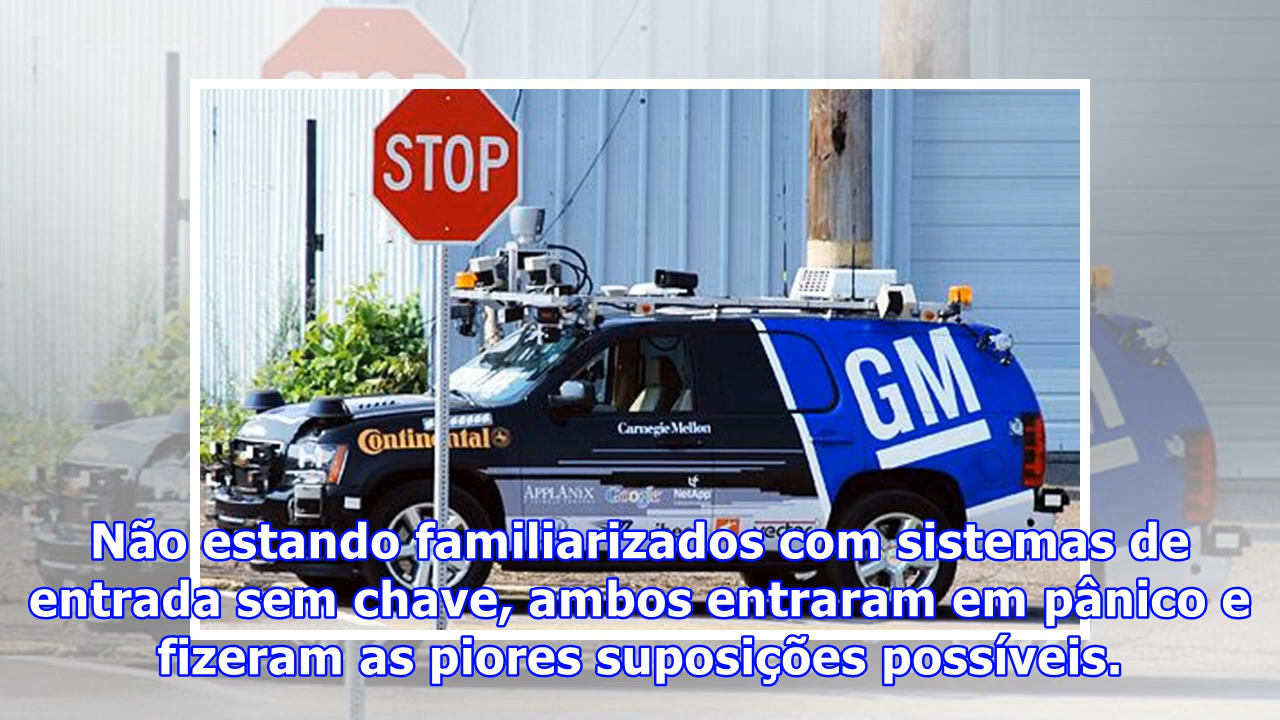 STOP
STOP
GM
Continental
Carnegie Mellon
APPLANIX
Google
NetApp
Não estando familiarizados com sistemas de
entrada sem chave, ambos entraram em pânico e
fizeram as piores suposições possíveis.